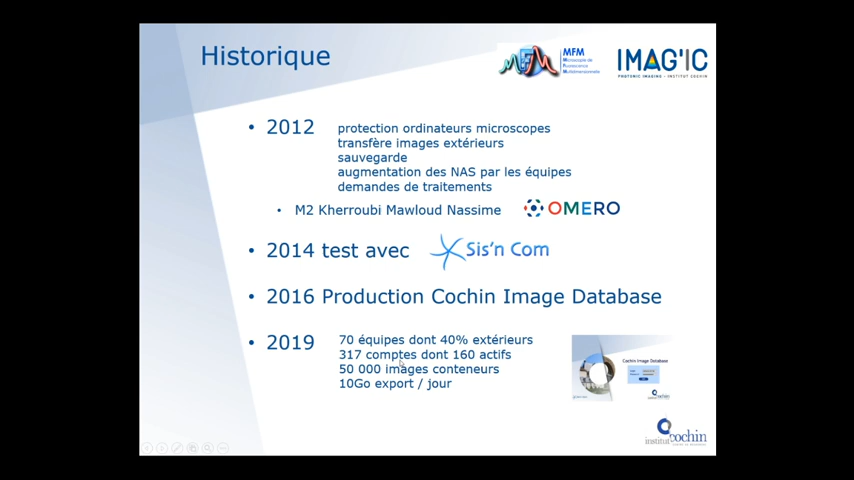 Historique
MFM
Microscopie de
Fluorescence
Multidimensionnelle
IMAG'IC
PHOTONIC IMAGING - INSTITUT COCHIN
• 2012
protection ordinateurs microscopes
transfère images extérieurs
sauvegarde
augmentation des NAS par les équipes
demandes de traitements
• M2 Kherroubi Mawloud Nassime
OMERO
• 2014 test avec
Sis'n Com
• 2016 Production Cochin Image Database
• 2019
70 équipes dont 40% extérieurs
317 comptes dont 160 actifs
50 000 images conteneurs
10Go export / jour
Cochin Image Database
institut cochin